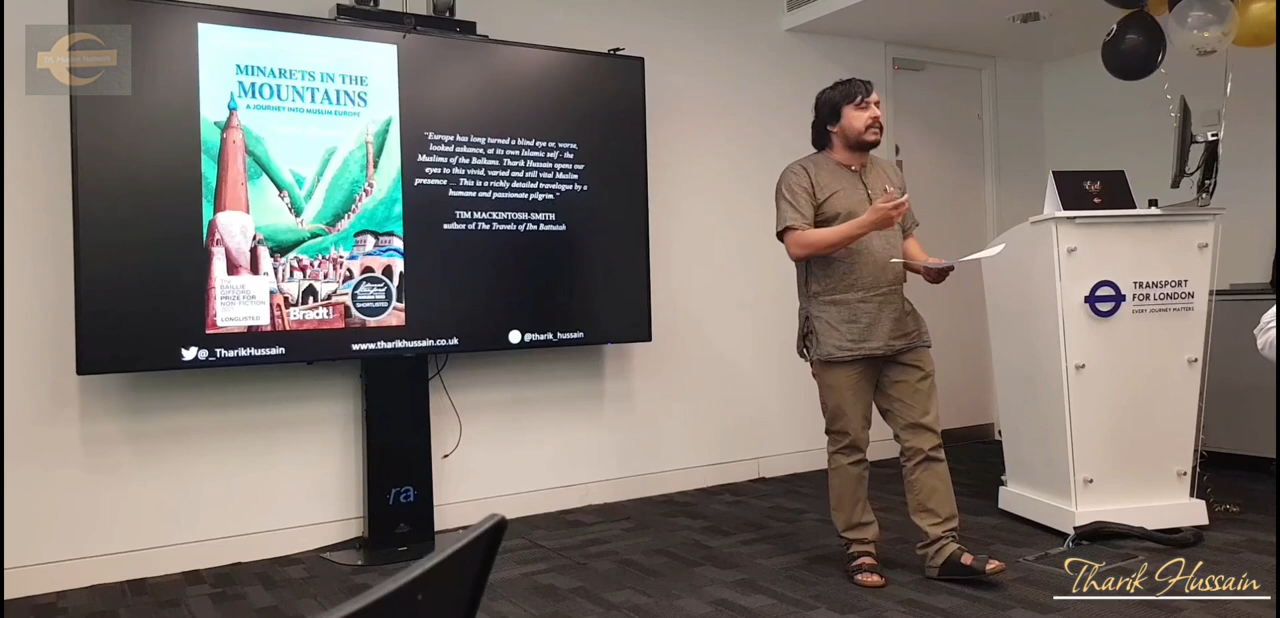 MINARETS IN THE
MOUNTAINS
A JOURNEY INTO MUSLIM EUROPE
THE
BAILLIE
GIFFORD
PRIZE FOR
NON-FICTION
LONGLISTED
Bradt
SHORTLISTED
"Europe has long turned a blind eye or, worse,
looked askance, at its own Islamic self - the
Muslims of the Balkans. Tharik Hussain opens our
eyes to this vivid, varied and still vital Muslim
presence ... This is a richly detailed travelogue by a
humane and passionate pilgrim."
TIM MACKINTOSH-SMITH
author of The Travels of Ibn Battutah
@_TharikHussain
www.tharikhussain.co.uk
@tharik_hussain
ra
Eid
TRANSPORT
FOR LONDON
EVERY JOURNEY MATTERS
Tharik Hussain